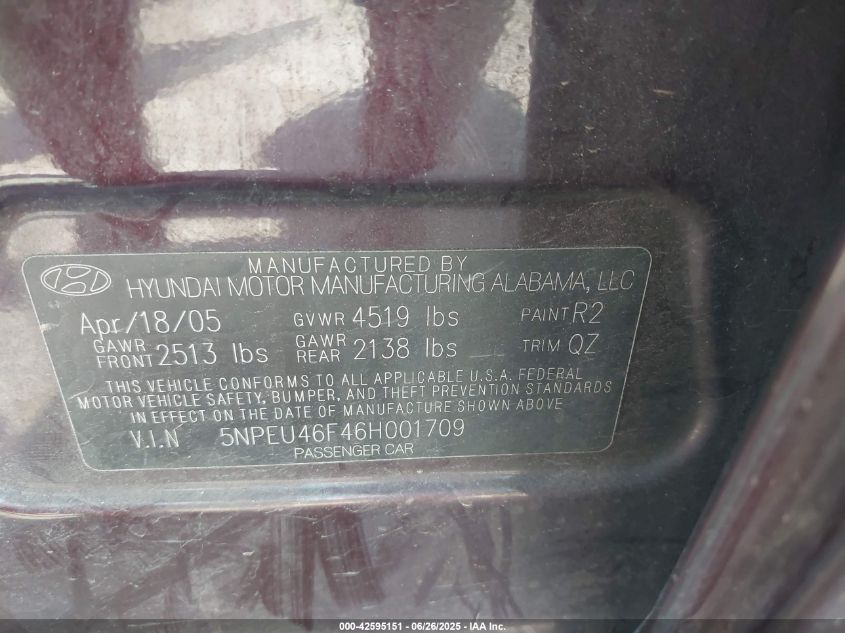 MANUFACTURED BY
HYUNDAI MOTOR MANUFACTURING ALABAMA, LLC
Apr/18/05 GVWR 4519 lbs PAINT R2
GAWR FRONT 2513 lbs GAWR REAR 2138 lbs TRIM QZ
THIS VEHICLE CONFORMS TO ALL APPLICABLE U.S.A. FEDERAL
MOTOR VEHICLE SAFETY, BUMPER, AND THEFT PREVENTION STANDARDS
IN EFFECT ON THE DATE OF MANUFACTURE SHOWN ABOVE
V.I.N 5NPEU46F46H001709
PASSENGER CAR
000-42595151 - 06/26/2025 - IAA Inc.